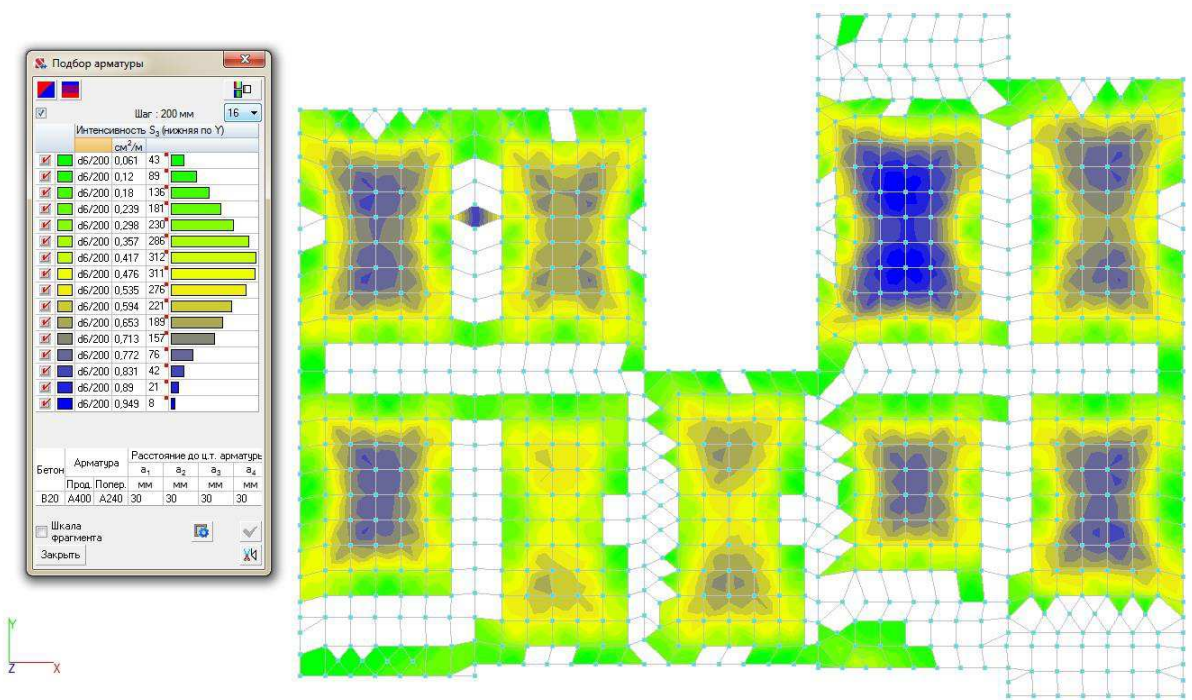 Подбор арматуры
Шаг : 200 мм 16
Интенсивность S3 (нижняя по Y)
см2/м
d6/200 0,061 43
d6/200 0,12 89
d6/200 0,18 136
d6/200 0,239 181
d6/200 0,298 230
d6/200 0,357 286
d6/200 0,417 312
d6/200 0,476 311
d6/200 0,535 276
d6/200 0,594 221
d6/200 0,653 189
d6/200 0,713 157
d6/200 0,772 76
d6/200 0,831 42
d6/200 0,89 21
d6/200 0,949 8
Бетон Арматура Расстояние до ц.т. арматуры
a1 a2 a3 a4
Прод. Попер. мм мм мм мм
B20 A400 A240 30 30 30 30
Шкала
фрагмента
Закрыть
Y
Z X